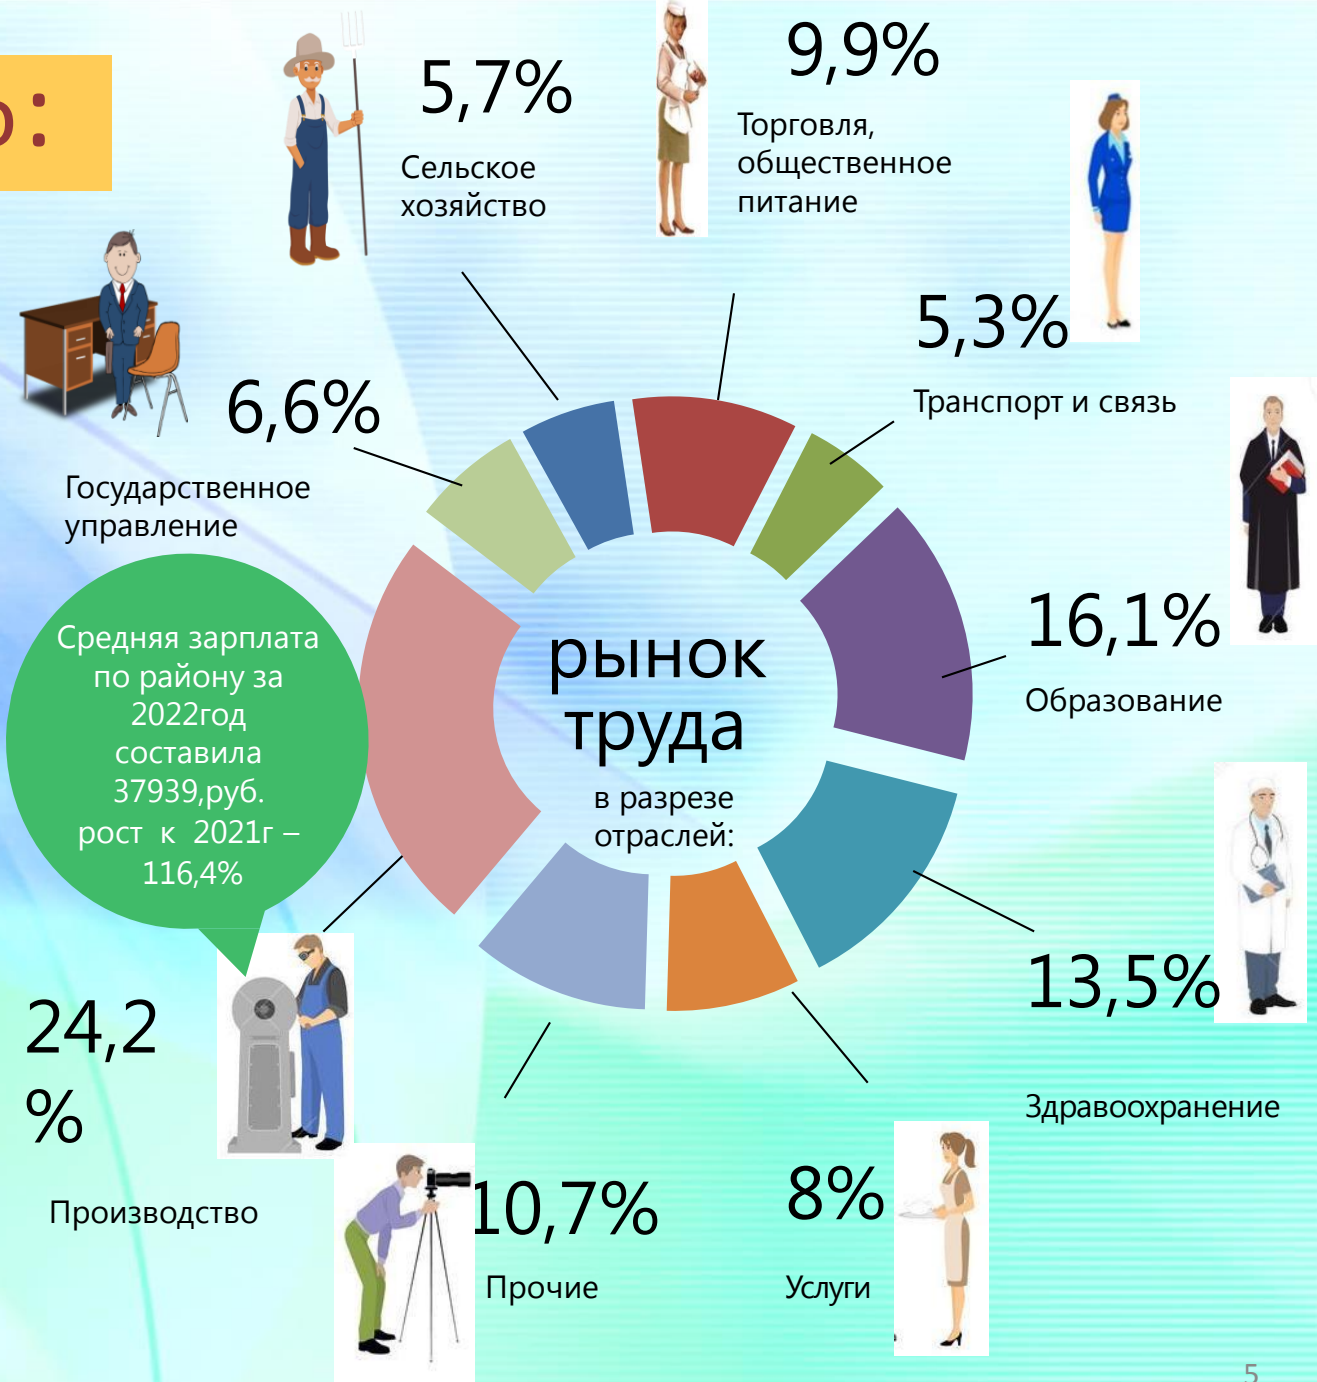 :
5,7%
Сельское
хозяйство
9,9%
Торговля,
общественное
питание
5,3%
Транспорт и связь
6,6%
Государственное
управление
16,1%
Образование
Средняя зарплата
по району за
2022год
составила
37939,руб.
рост к 2021г –
116,4%
рынок
труда
в разрезе
отраслей:
13,5%
Здравоохранение
24,2
%
Производство
10,7%
Прочие
8%
Услуги
5